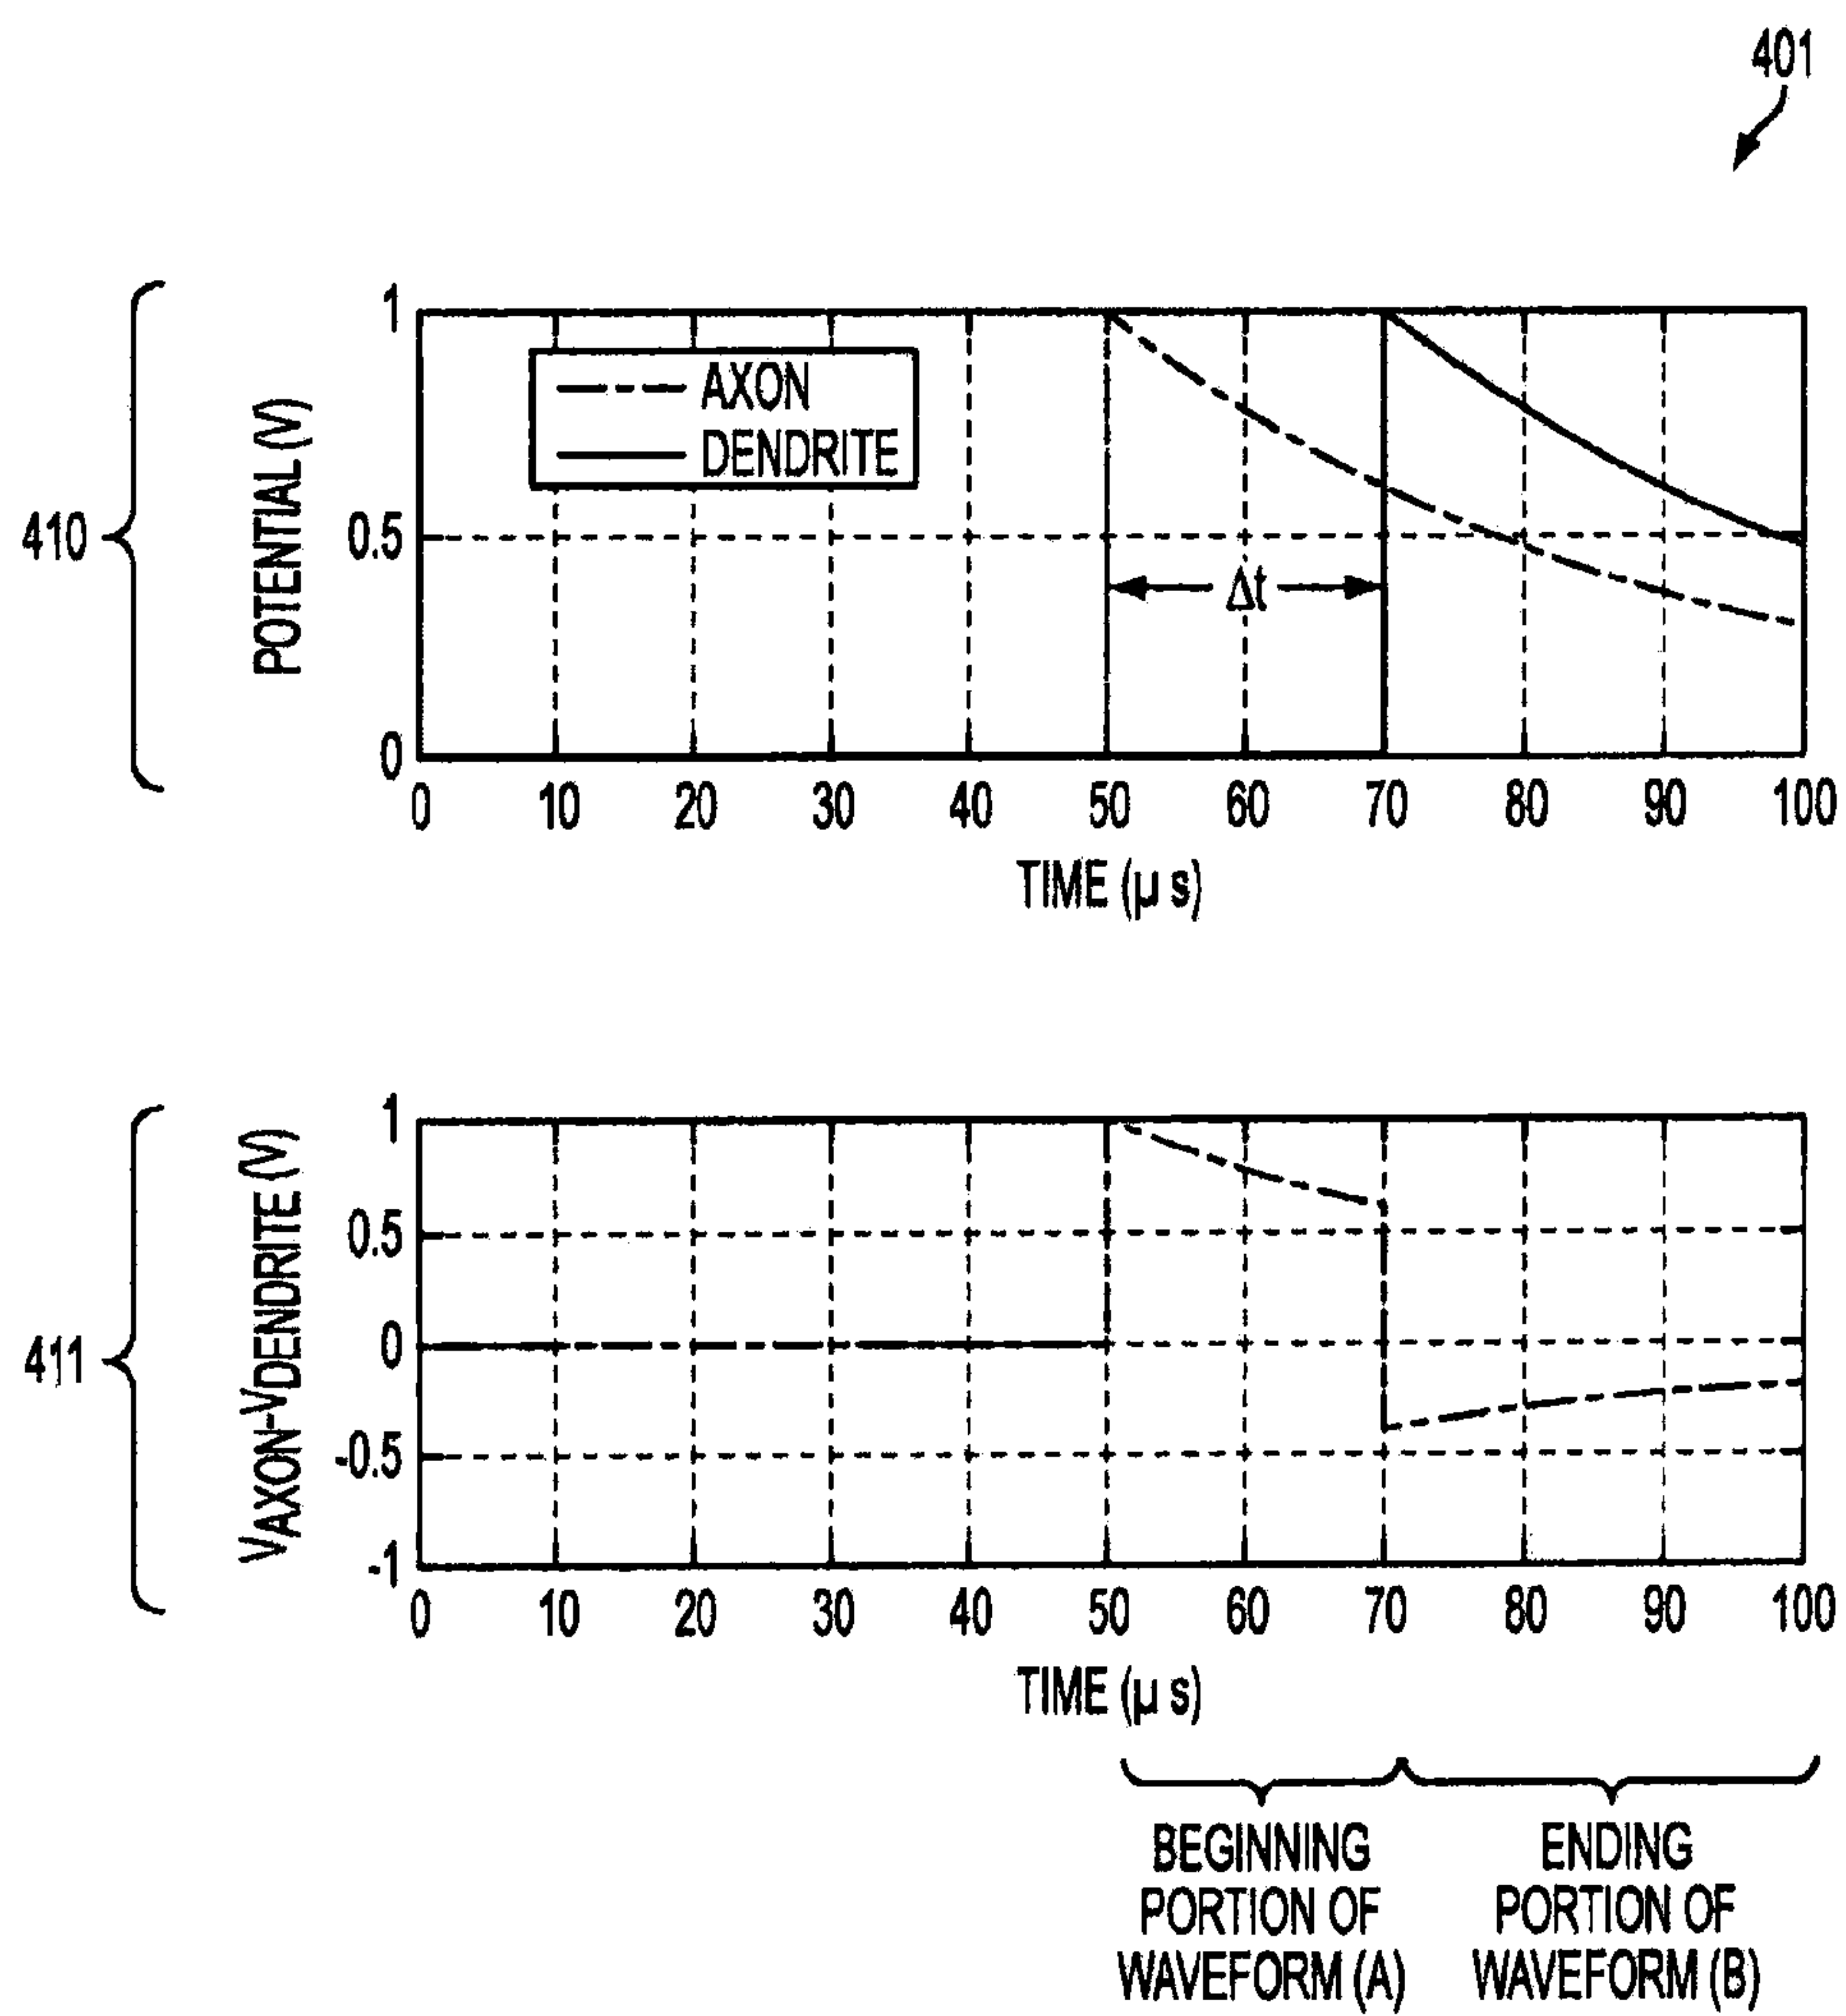 401
410
POTENTIAL (V)
1
0.5
0
AXON
DENDRITE
Δt
0 10 20 30 40 50 60 70 80 90 100
TIME (μ s)
411
VAXON-VDENDRITE (V)
1
0.5
0
-0.5
-1
0 10 20 30 40 50 60 70 80 90 100
TIME (μ s)
BEGINNING
PORTION OF
WAVEFORM (A)
ENDING
PORTION OF
WAVEFORM (B)